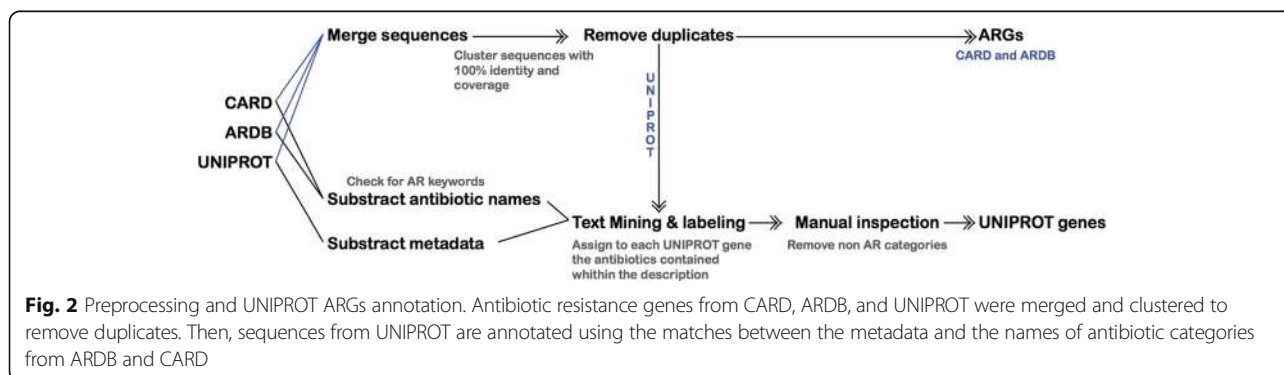 Merge sequences
Remove duplicates
ARGs
Cluster sequences with
100% identity and
coverage
CARD and ARDB
UNIPROT
CARD
ARDB
UNIPROT
Check for AR keywords
Substract antibiotic names
Substract metadata
Text Mining & labeling
Manual inspection
UNIPROT genes
Assign to each UNIPROT gene
the antibiotics contained
whithin the description
Remove non AR categories
Fig. 2 Preprocessing and UNIPROT ARGs annotation. Antibiotic resistance genes from CARD, ARDB, and UNIPROT were merged and clustered to
remove duplicates. Then, sequences from UNIPROT are annotated using the matches between the metadata and the names of antibiotic categories
from ARDB and CARD